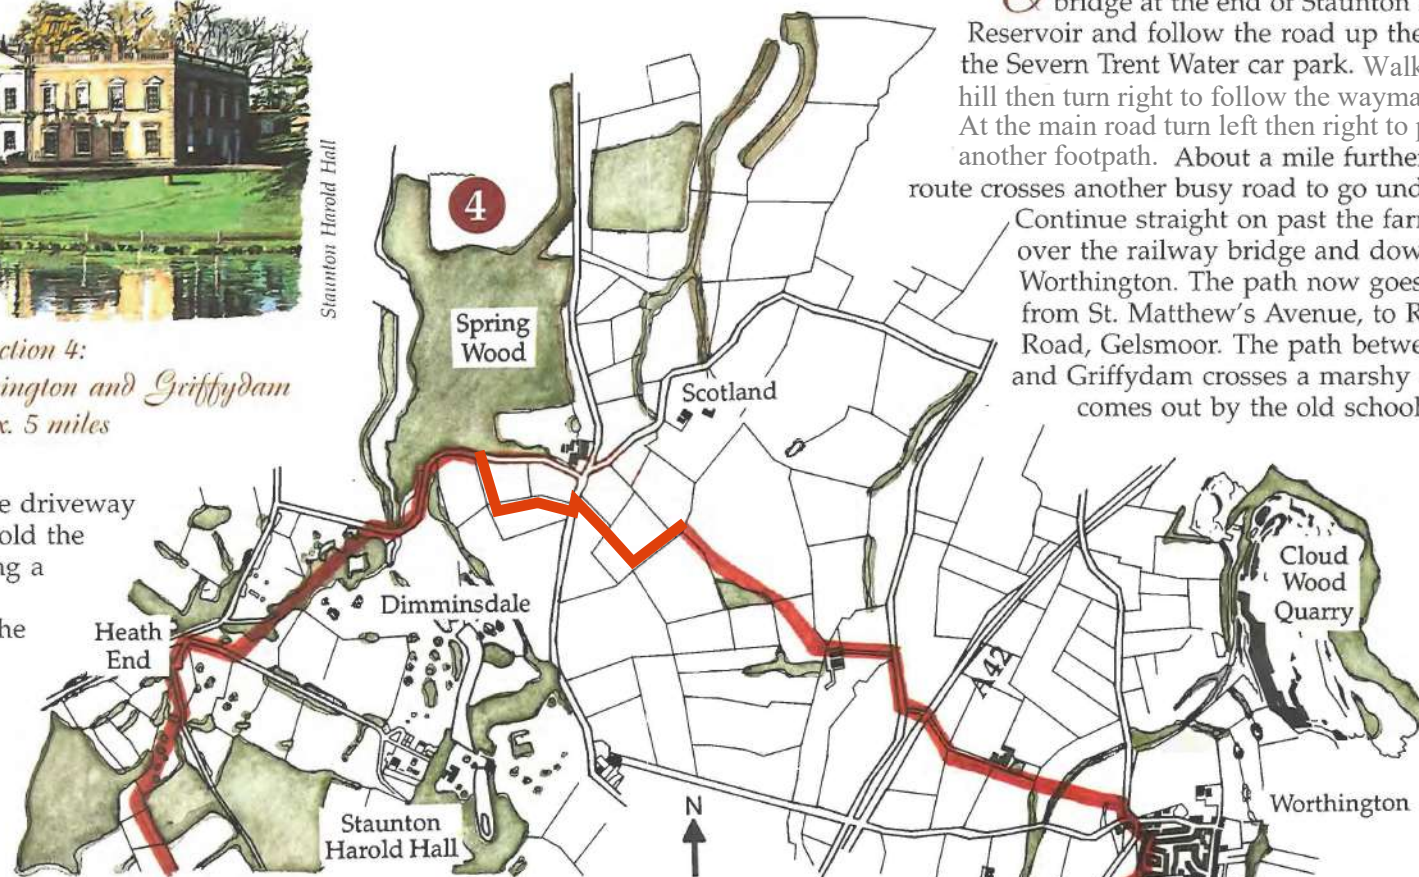 bridge at the end of Staunton
Reservoir and follow the road up the
the Severn Trent Water car park. Walk
hill then turn right to follow the wayma
At the main road turn left then right to
another footpath. About a mile further
route crosses another busy road to go und
Continue straight on past the farm
over the railway bridge and dow
Worthington. The path now goes
from St. Matthew's Avenue, to R
Road, Gelsmoor. The path betwe
and Griffydam crosses a marshy
comes out by the old school
Staunton Harold Hall
ction 4:
ington and Griffydam
x. 5 miles
e driveway
old the
ng a
he
4
Spring
Wood
Scotland
Dimminsdale
Heath
End
Staunton
Harold Hall
N
A42
Cloud
Wood
Quarry
Worthington